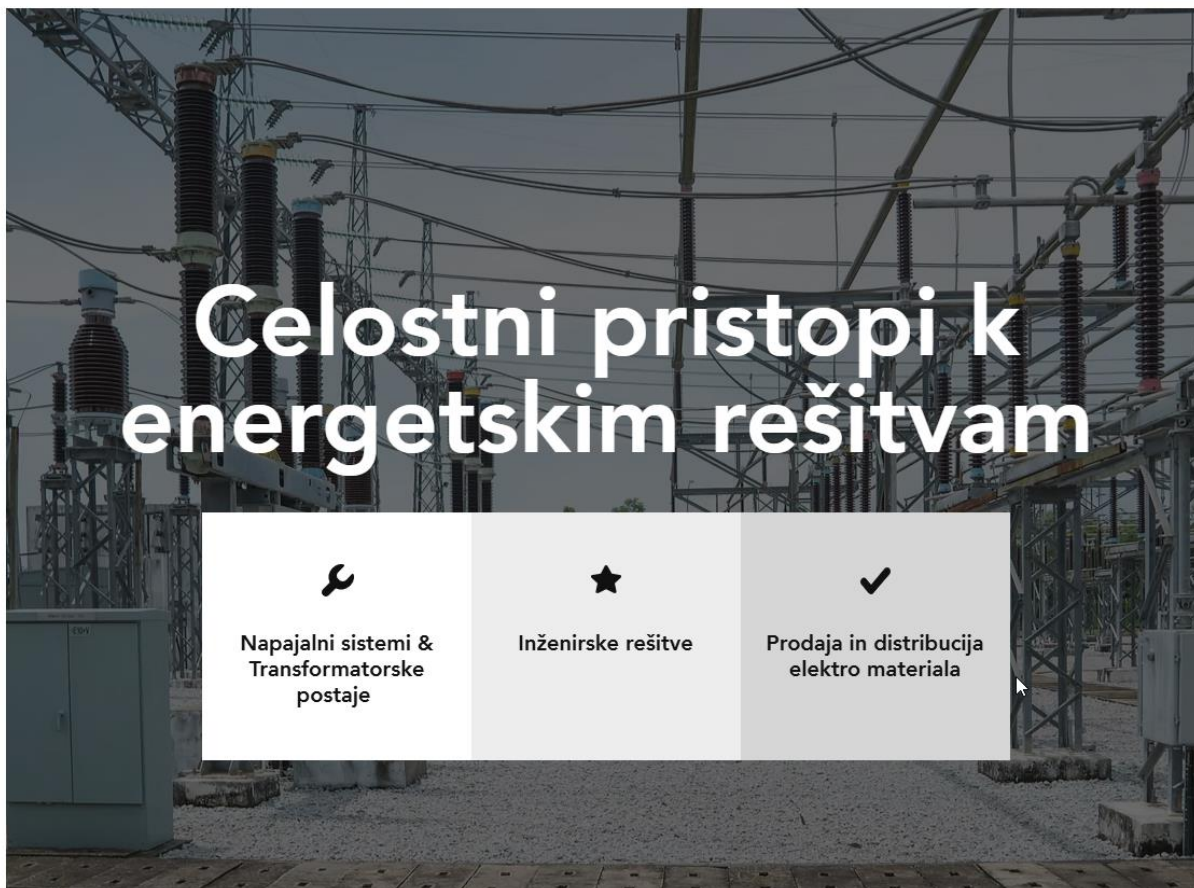 Celostni pristopi k
energetskim rešitvam
Napajalni sistemi &
Transformatorske
postaje
Inženirske rešitve
Prodaja in distribucija
elektro materiala